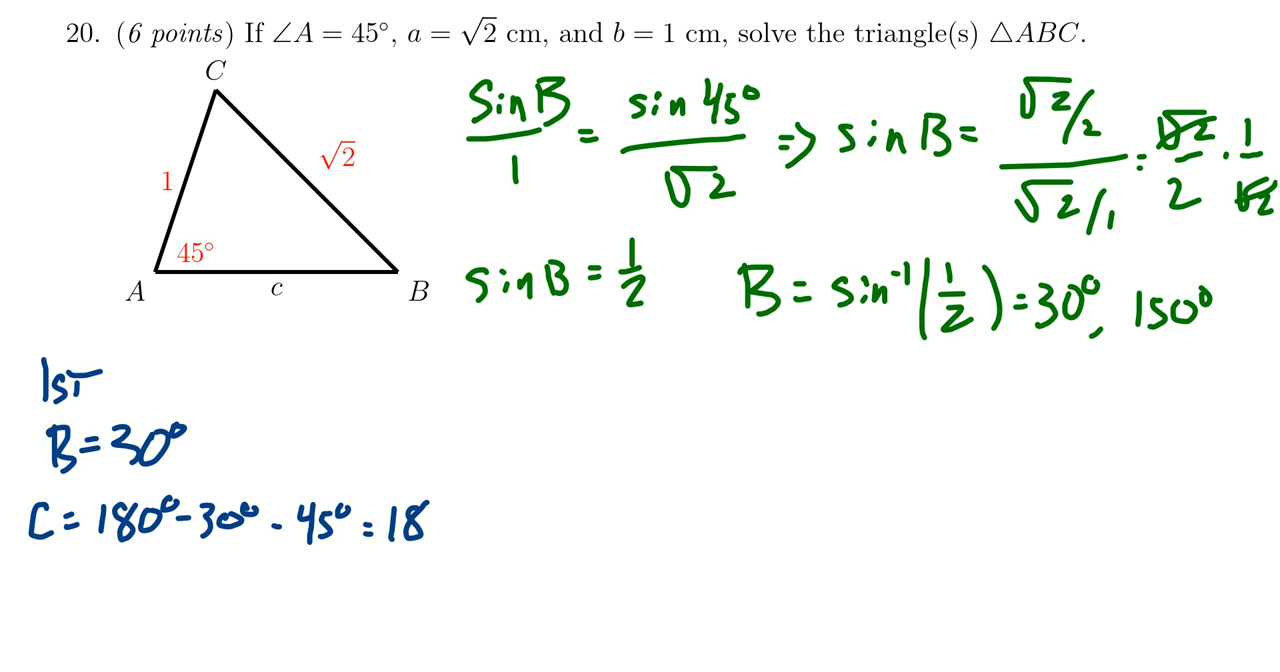 20. (6 points) If ∠A = 45°, a = √2 cm, and b = 1 cm, solve the triangle(s) △ABC.
C
1
√2
45°
A
c
B
sin B / 1 = sin 45° / √2 => sin B = (√2/2) / (√2/1) = √2/2 · 1/√2
sin B = 1/2 B = sin⁻¹(1/2) = 30°, 150°
1st
B = 30°
C = 180° - 30° - 45° = 18